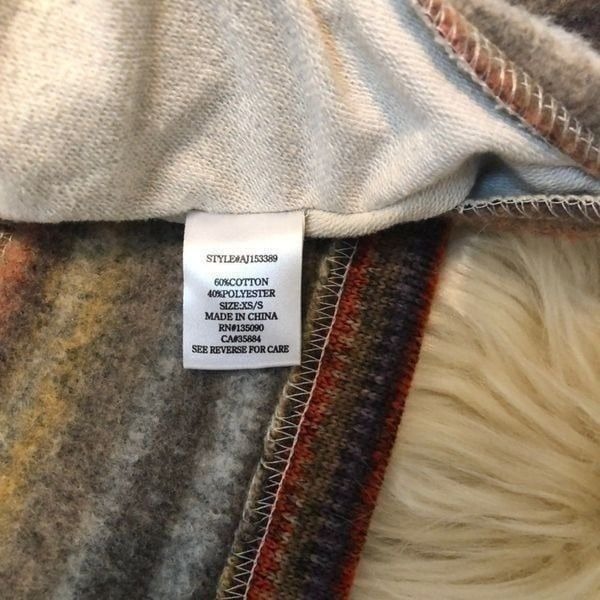 STYLE#AJ153389
60%COTTON
40%POLYESTER
SIZE:XS/S
MADE IN CHINA
RN#135090
CA#35884
SEE REVERSE FOR CARE